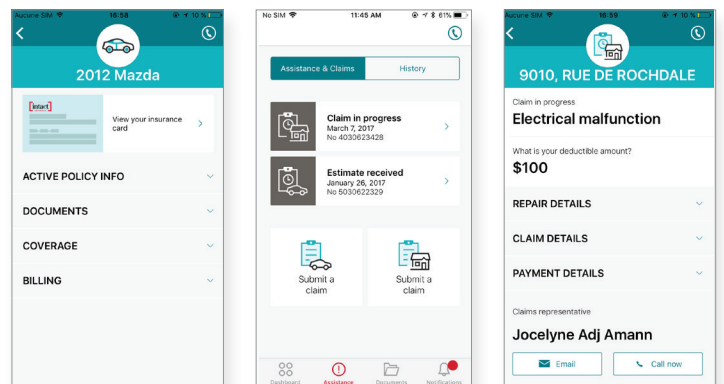 Aucune SIM 16:58 10 %
2012 Mazda
[intact]
View your insurance
card
ACTIVE POLICY INFO
DOCUMENTS
COVERAGE
BILLING
No SIM 11:45 AM 61%
Assistance & Claims
History
Claim in progress
March 7, 2017
No 4030623428
Estimate received
January 26, 2017
No 5030622329
Submit a
claim
Submit a
claim
Dashboard Assistance Documents Notifications
Aucune SIM 16:59 10 %
9010, RUE DE ROCHDALE
Claim in progress
Electrical malfunction
What is your deductible amount?
$100
REPAIR DETAILS
CLAIM DETAILS
PAYMENT DETAILS
Claims representative
Jocelyne Adj Amann
Email
Call now